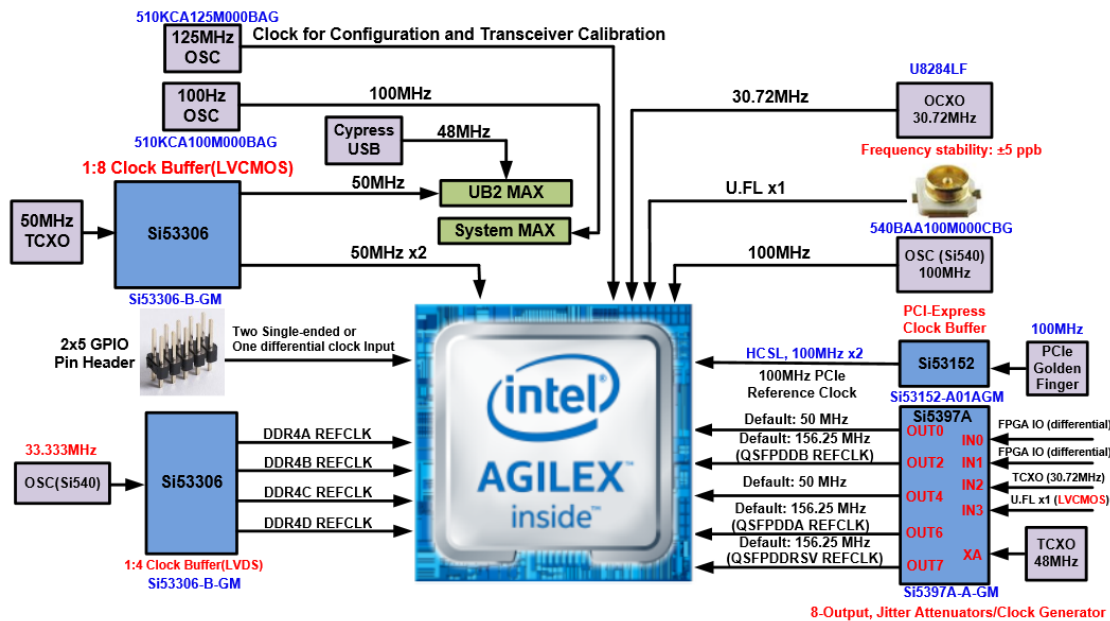 510KCA125M000BAG
125MHz
OSC
Clock for Configuration and Transceiver Calibration
100Hz
OSC
100MHz
510KCA100M000BAG
Cypress
USB
48MHz
1:8 Clock Buffer(LVCMOS)
50MHz
UB2 MAX
50MHz
TCXO
Si53306
System MAX
50MHz x2
Si53306-B-GM
U8284LF
30.72MHz
OCXO
30.72MHz
Frequency stability: ±5 ppb
U.FL x1
540BAA100M000CBG
100MHz
OSC (Si540)
100MHz
2x5 GPIO
Pin Header
Two Single-ended or
One differential clock Input
PCI-Express
Clock Buffer
100MHz
HCSL, 100MHz x2
100MHz PCIe
Reference Clock
Si53152
PCIe
Golden
Finger
Si53152-A01AGM
intel
AGILEX™
inside™
33.333MHz
OSC(Si540)
Si53306
DDR4A REFCLK
DDR4B REFCLK
DDR4C REFCLK
DDR4D REFCLK
1:4 Clock Buffer(LVDS)
Si53306-B-GM
Si5397A
Default: 50 MHz
OUT0
Default: 156.25 MHz
(QSFPDDB REFCLK)
OUT2
Default: 50 MHz
OUT4
Default: 156.25 MHz
(QSFPDDA REFCLK)
OUT6
Default: 156.25 MHz
(QSFPDDRSV REFCLK)
OUT7
FPGA IO (differential)
IN0
FPGA IO (differential)
IN1
TCXO (30.72MHz)
IN2
U.FL x1 (LVCMOS)
IN3
XA
TCXO
48MHz
Si5397A-A-GM
8-Output, Jitter Attenuators/Clock Generator